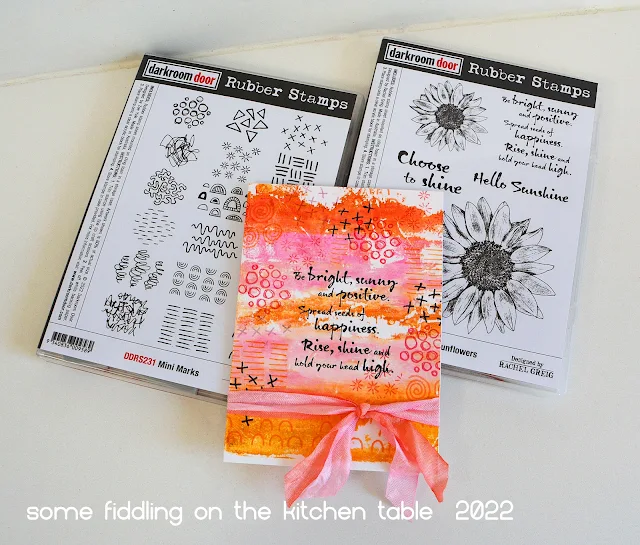 darkroom door Rubber Stamps
DDRS231 Mini Marks
darkroom door Rubber Stamps
Be bright, sunny
and positive.
Spread seeds of
happiness.
Rise, shine and
hold your head high.
Choose
to shine
Hello Sunshine
unflowers
Designed by
RACHEL GREIG
Be bright, sunny
and positive.
Spread seeds of
happiness.
Rise, shine and
hold your head high.
some fiddling on the kitchen table 2022